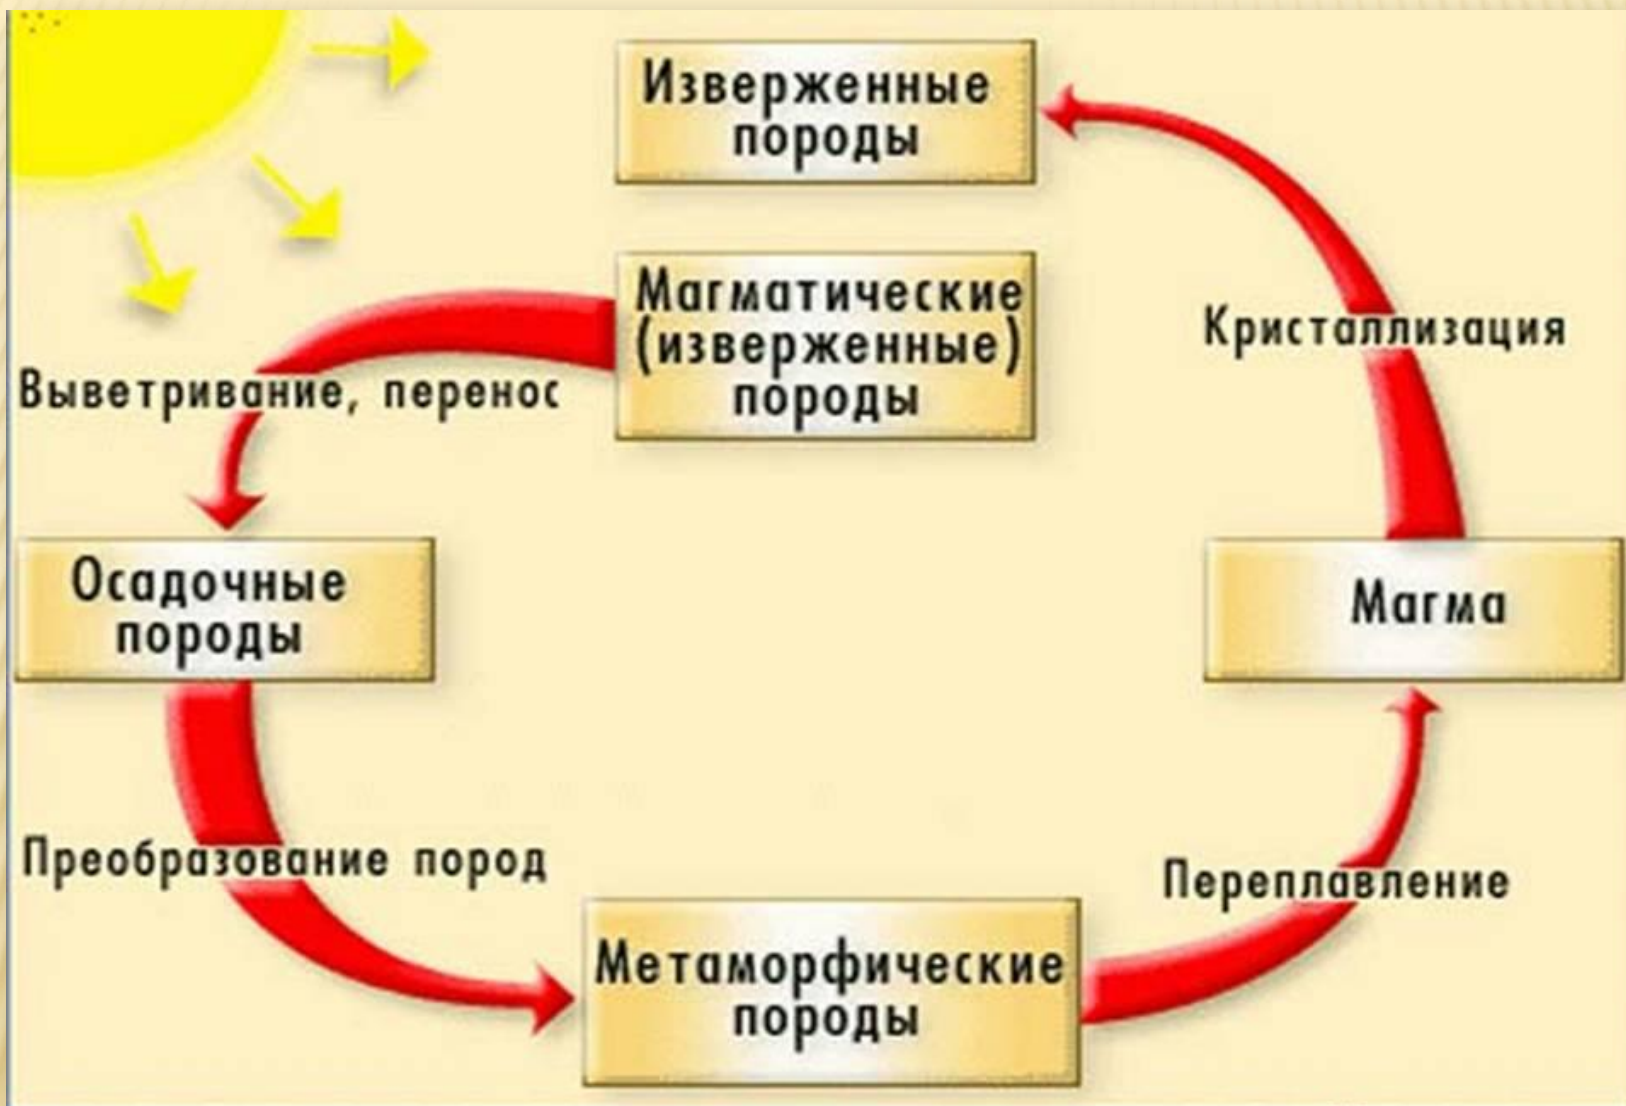 Изверженные
породы
Магматические
(изверженные)
породы
Выветривание, перенос
Кристаллизация
Осадочные
породы
Магма
Преобразование пород
Переплавление
Метаморфические
породы